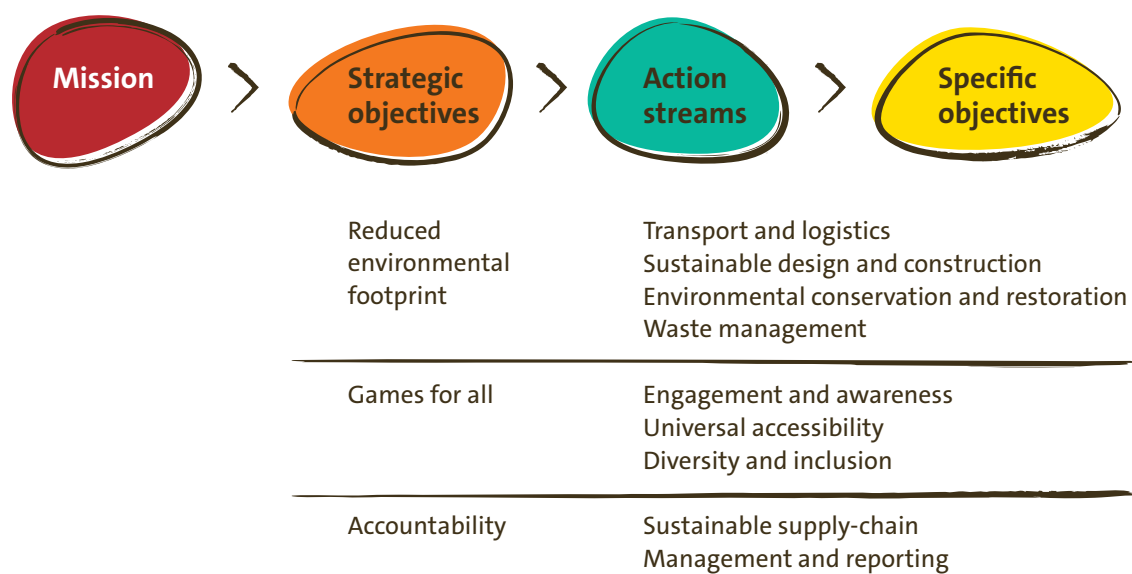 Mission
Strategic
objectives
Action
streams
Specific
objectives
Reduced
environmental
footprint
Transport and logistics
Sustainable design and construction
Environmental conservation and restoration
Waste management
Games for all
Engagement and awareness
Universal accessibility
Diversity and inclusion
Accountability
Sustainable supply-chain
Management and reporting